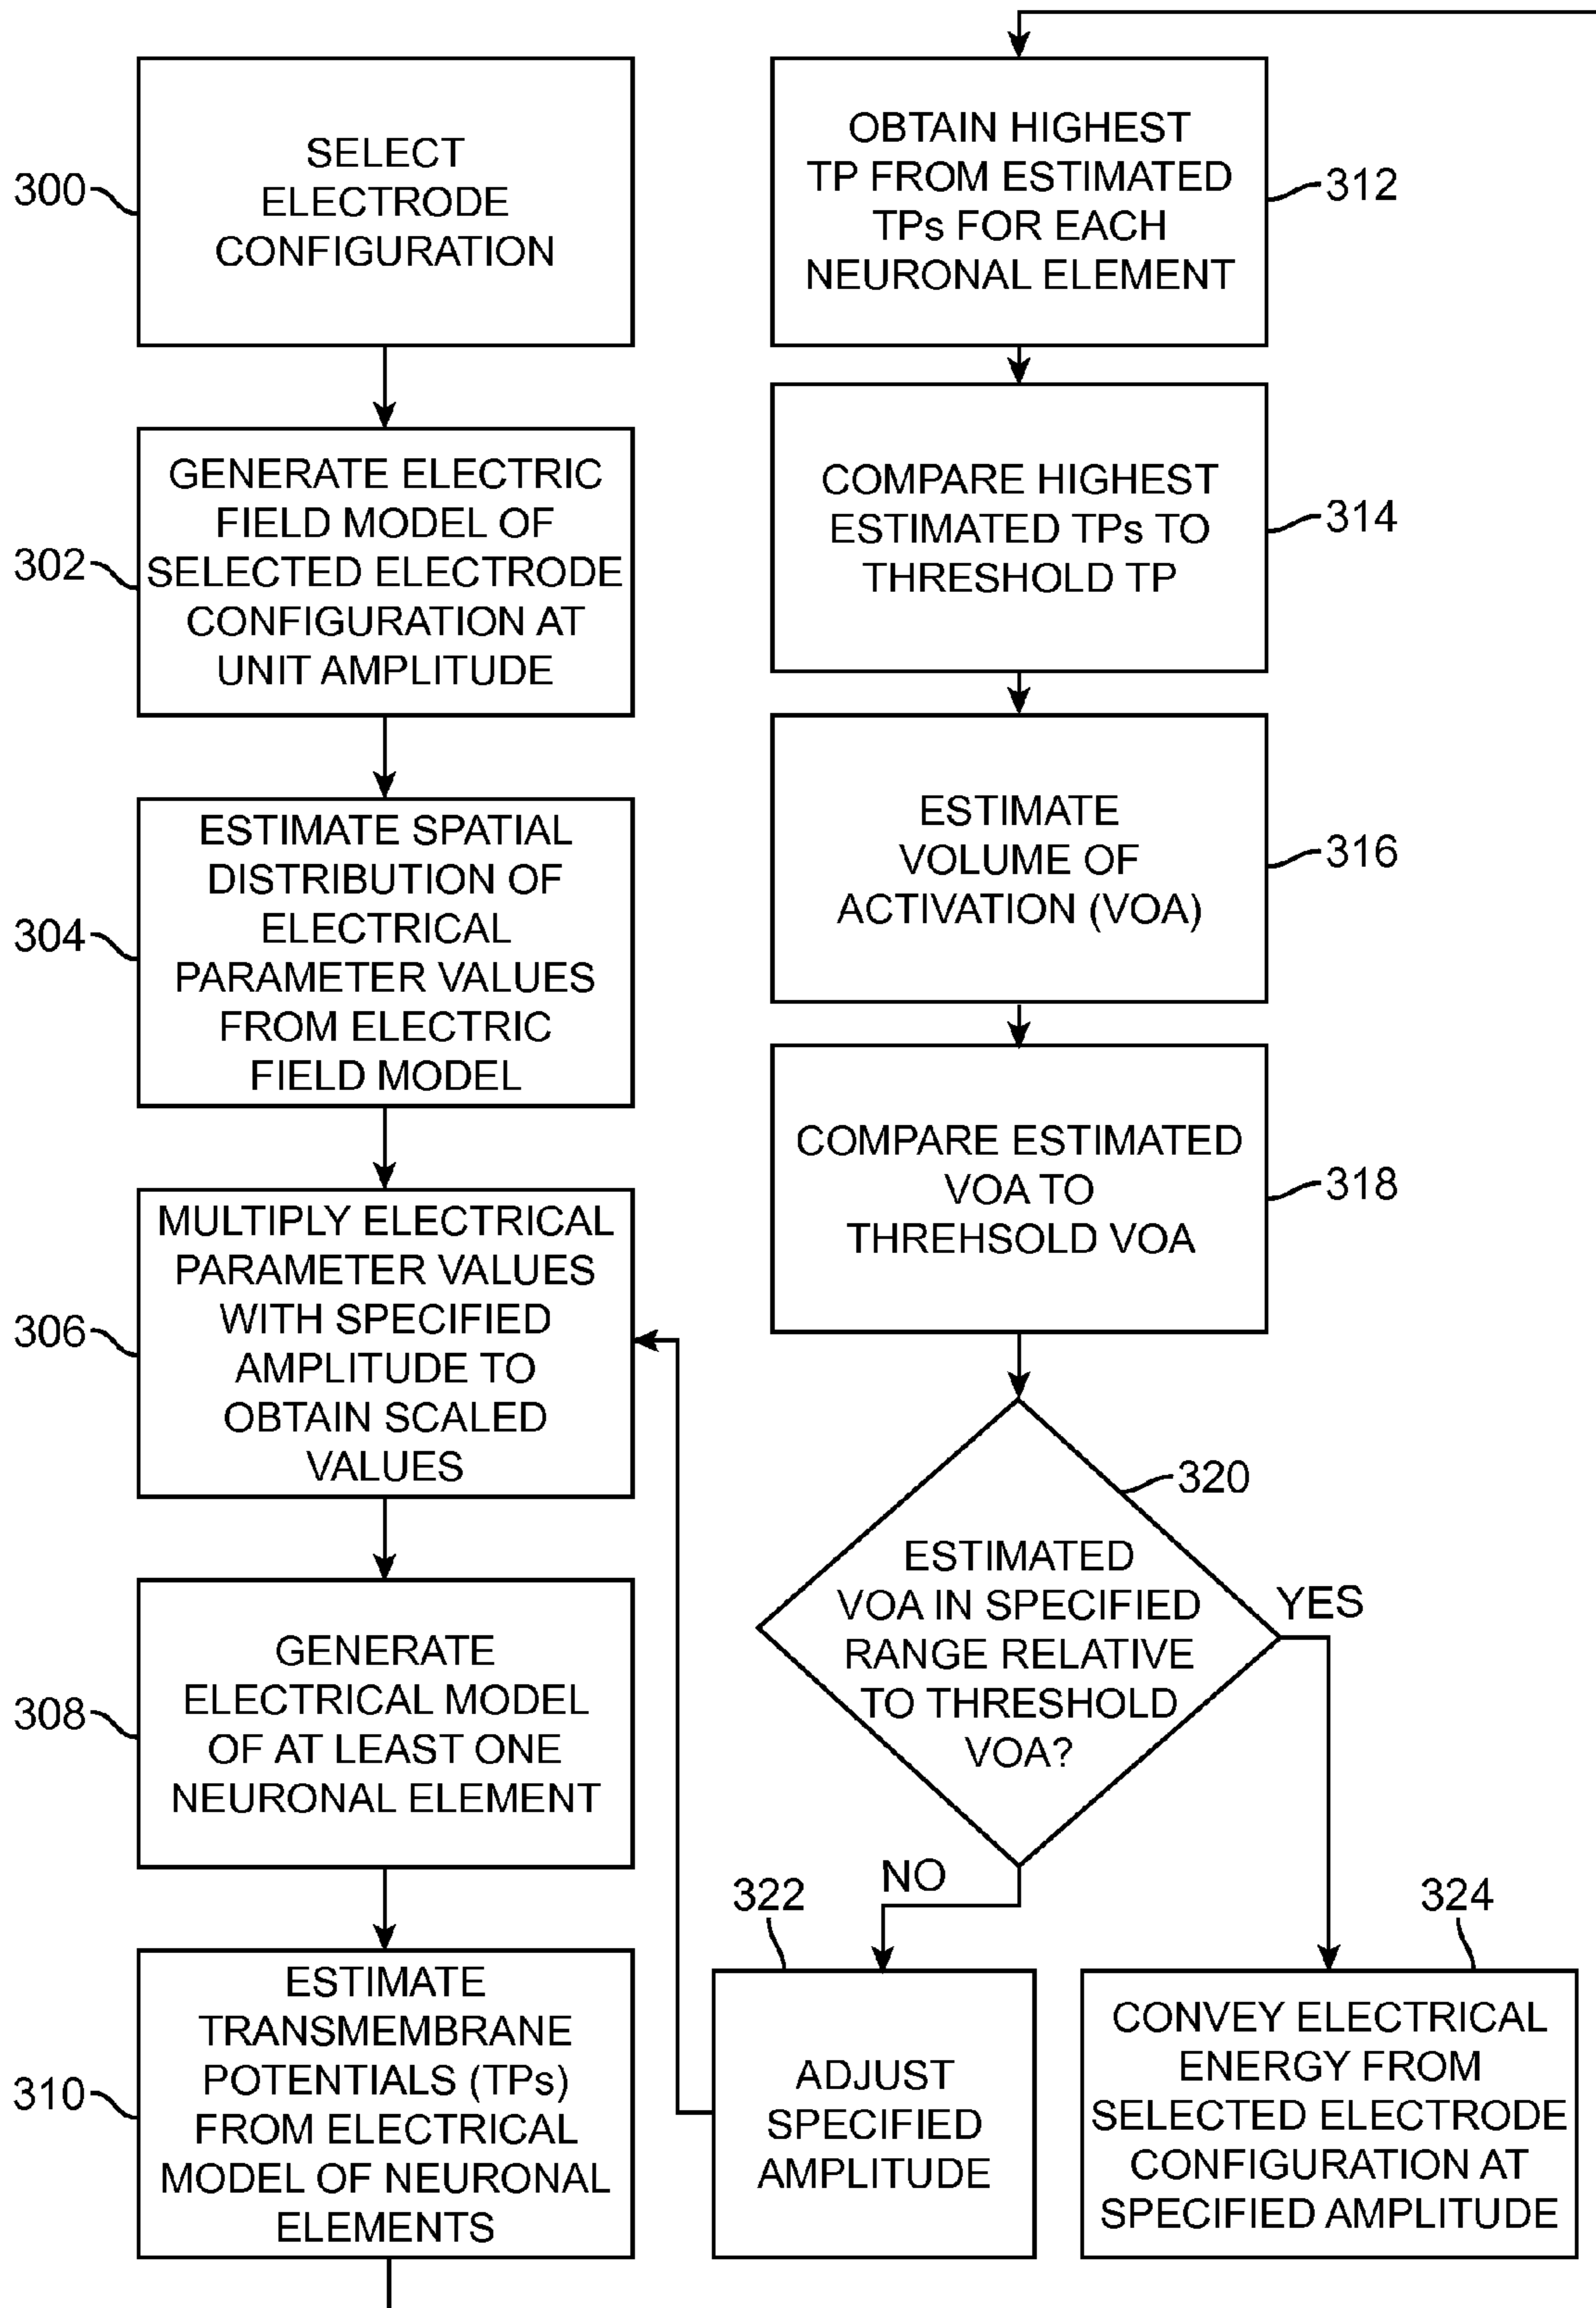 300
SELECT
ELECTRODE
CONFIGURATION
302
GENERATE ELECTRIC
FIELD MODEL OF
SELECTED ELECTRODE
CONFIGURATION AT
UNIT AMPLITUDE
304
ESTIMATE SPATIAL
DISTRIBUTION OF
ELECTRICAL
PARAMETER VALUES
FROM ELECTRIC
FIELD MODEL
306
MULTIPLY ELECTRICAL
PARAMETER VALUES
WITH SPECIFIED
AMPLITUDE TO
OBTAIN SCALED
VALUES
308
GENERATE
ELECTRICAL MODEL
OF AT LEAST ONE
NEURONAL ELEMENT
310
ESTIMATE
TRANSMEMBRANE
POTENTIALS (TPs)
FROM ELECTRICAL
MODEL OF NEURONAL
ELEMENTS
OBTAIN HIGHEST
TP FROM ESTIMATED
TPs FOR EACH
NEURONAL ELEMENT
312
COMPARE HIGHEST
ESTIMATED TPs TO
THRESHOLD TP
314
ESTIMATE
VOLUME OF
ACTIVATION (VOA)
316
COMPARE ESTIMATED
VOA TO
THREHSOLD VOA
318
320
ESTIMATED
VOA IN SPECIFIED
RANGE RELATIVE
TO THRESHOLD
VOA?
YES
NO
322
ADJUST
SPECIFIED
AMPLITUDE
324
CONVEY ELECTRICAL
ENERGY FROM
SELECTED ELECTRODE
CONFIGURATION AT
SPECIFIED AMPLITUDE